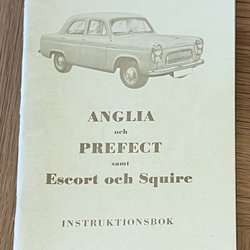 ANGLIA
och
PREFECT
samt
Escort och Squire
INSTRUKTIONSBOK